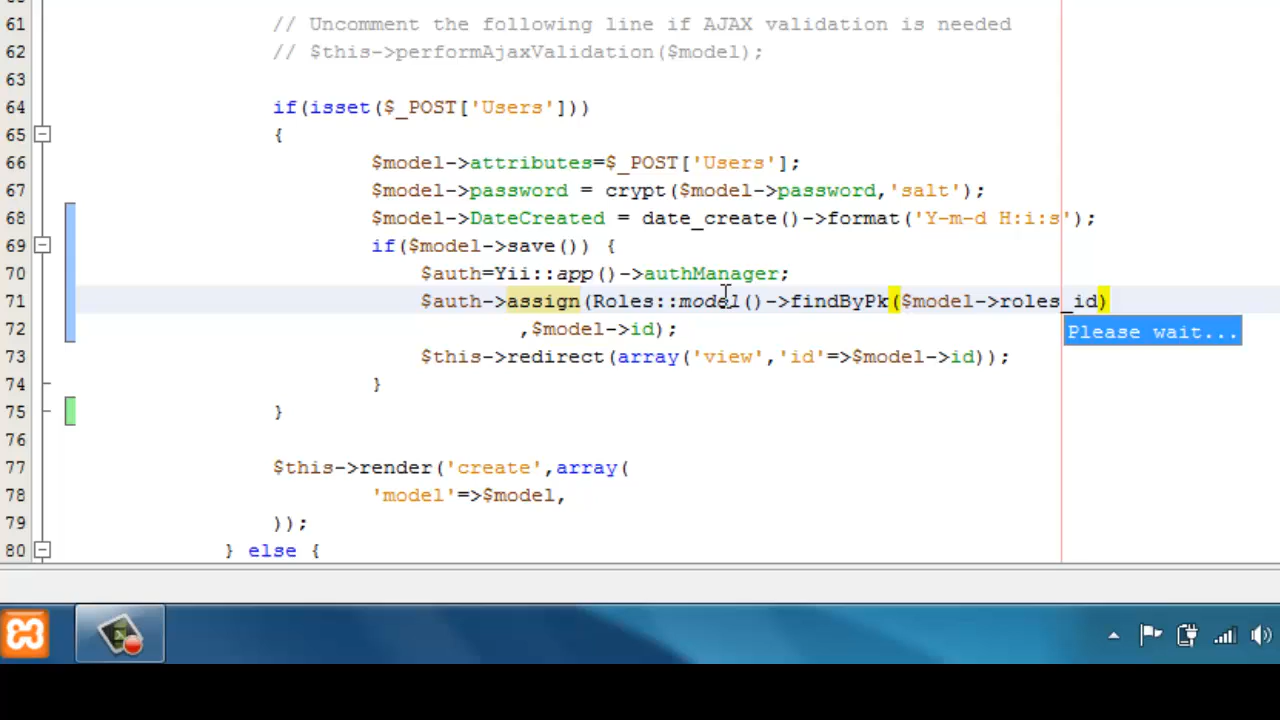 61 // Uncomment the following line if AJAX validation is needed
62 // $this->performAjaxValidation($model);
63
64 if(isset($_POST['Users']))
65 {
66 $model->attributes=$_POST['Users'];
67 $model->password = crypt($model->password,'salt');
68 $model->DateCreated = date_create()->format('Y-m-d H:i:s');
69 if($model->save()) {
70 $auth=Yii::app()->authManager;
71 $auth->assign(Roles::model()->findByPk($model->roles_id)
72 ,$model->id);
Please wait...
73 $this->redirect(array('view','id'=>$model->id));
74 }
75 }
76
77 $this->render('create',array(
78 'model'=>$model,
79 ));
80 } else {